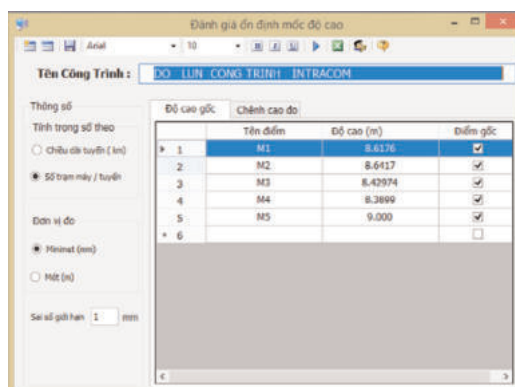 Đánh giá ổn định mốc độ cao
Arial 10 B I U
Tên Công Trình : DO LUN CONG TRINH INTRACOM
Thông số
Tính trọng số theo
Chiều dài tuyến ( km)
Số trạm máy / tuyến
Đơn vị đo
Minimet (mm)
Mét (m)
Sai số giới hạn 1 mm
Độ cao gốc Chênh cao đo
Tên điểm Độ cao (m) Điểm gốc
1 M1 8.6176
2 M2 8.6417
3 M3 8.42974
4 M4 8.3899
5 M5 9.000
* 6